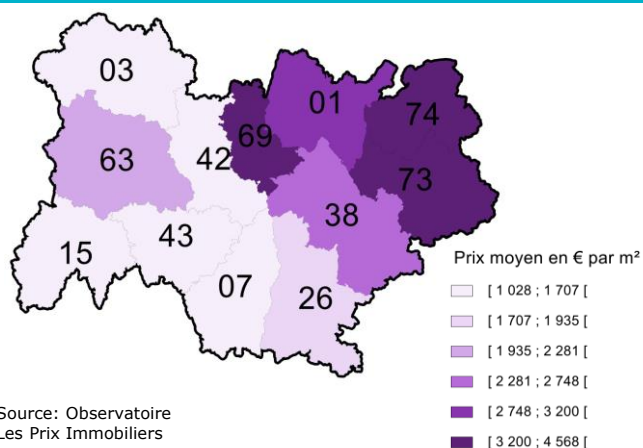 03
01
74
69
63
42
73
38
43
15
07
26
Prix moyen en € par m²
[ 1 028 ; 1 707 [
[ 1 707 ; 1 935 [
[ 1 935 ; 2 281 [
[ 2 281 ; 2 748 [
[ 2 748 ; 3 200 [
[ 3 200 ; 4 568 [
Source: Observatoire
Les Prix Immobiliers